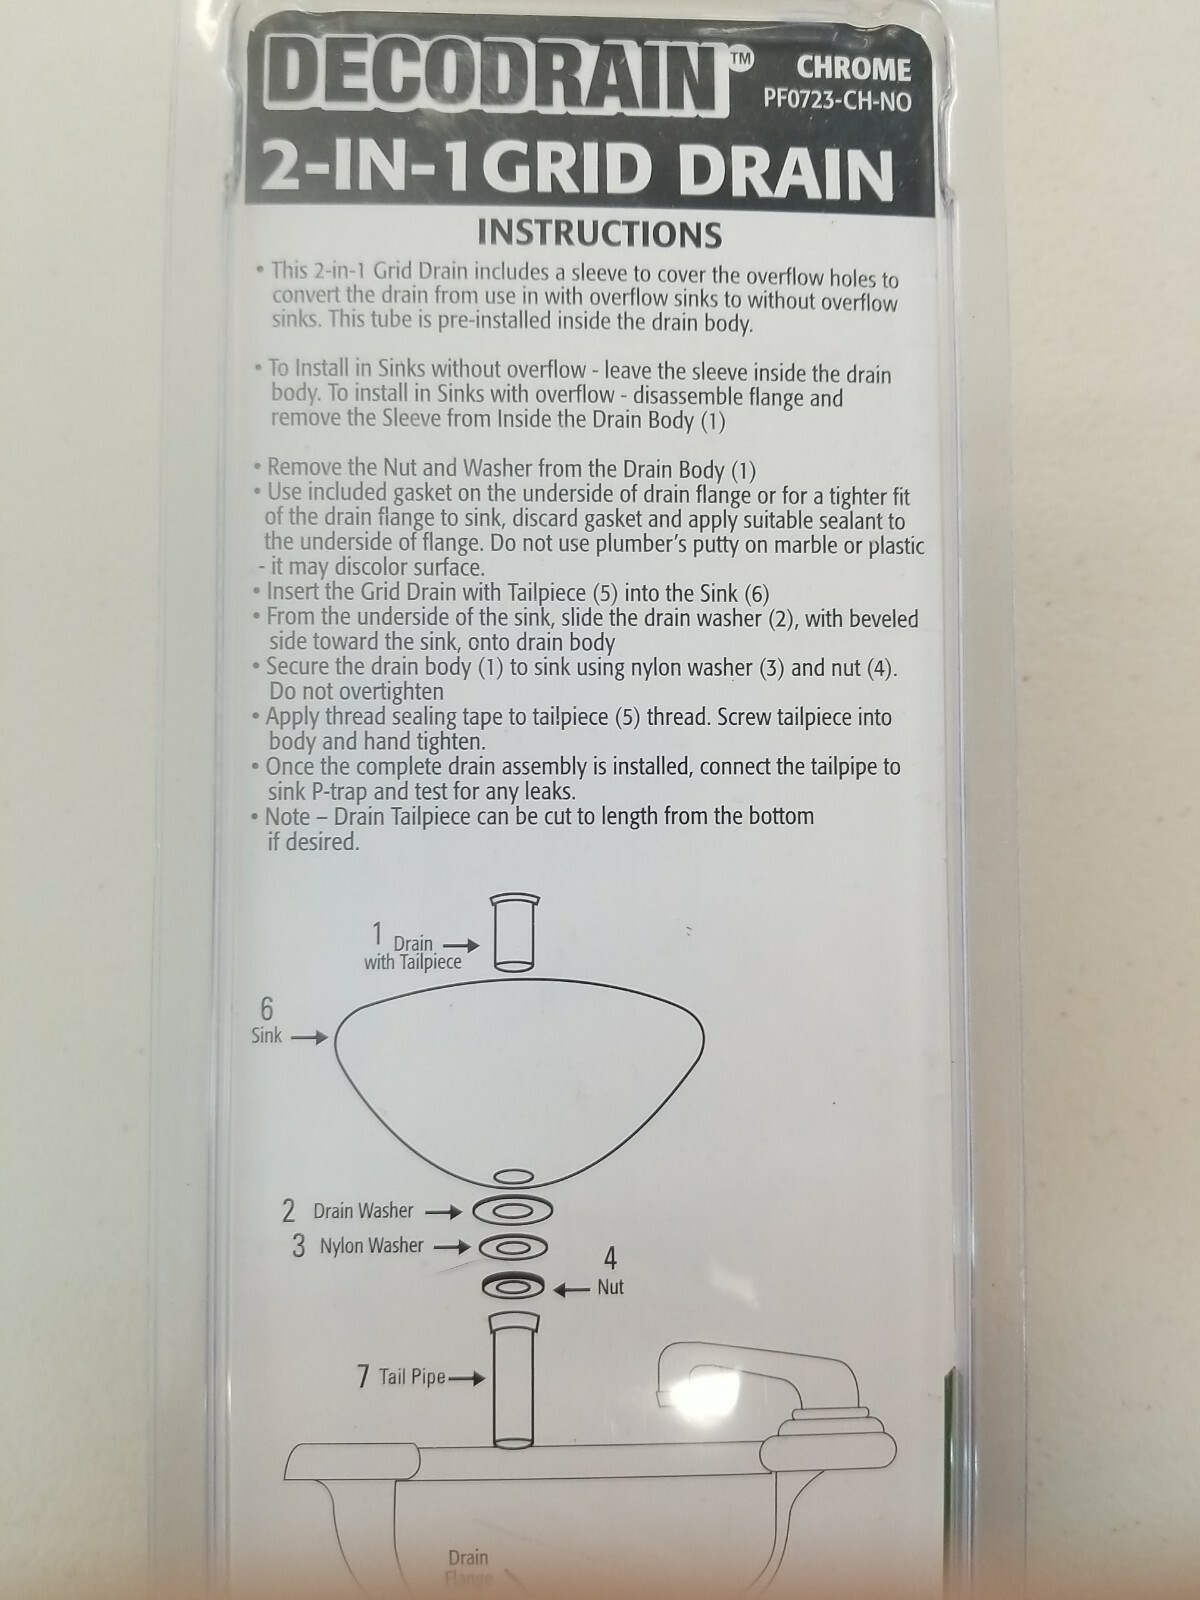 DECODRAIN™
CHROME
PF0723-CH-NO
2-IN-1 GRID DRAIN
INSTRUCTIONS
• This 2-in-1 Grid Drain includes a sleeve to cover the overflow holes to
convert the drain from use in with overflow sinks to without overflow
sinks. This tube is pre-installed inside the drain body.
• To Install in Sinks without overflow - leave the sleeve inside the drain
body. To install in Sinks with overflow - disassemble flange and
remove the Sleeve from Inside the Drain Body (1)
• Remove the Nut and Washer from the Drain Body (1)
• Use included gasket on the underside of drain flange or for a tighter fit
of the drain flange to sink, discard gasket and apply suitable sealant to
the underside of flange. Do not use plumber's putty on marble or plastic
- it may discolor surface.
• Insert the Grid Drain with Tailpiece (5) into the Sink (6)
• From the underside of the sink, slide the drain washer (2), with beveled
side toward the sink, onto drain body
• Secure the drain body (1) to sink using nylon washer (3) and nut (4).
Do not overtighten
• Apply thread sealing tape to tailpiece (5) thread. Screw tailpiece into
body and hand tighten.
• Once the complete drain assembly is installed, connect the tailpipe to
sink P-trap and test for any leaks.
• Note – Drain Tailpiece can be cut to length from the bottom
if desired.
1 Drain
with Tailpiece
6
Sink
2 Drain Washer
3 Nylon Washer
4
Nut
7 Tail Pipe
Drain
Flange